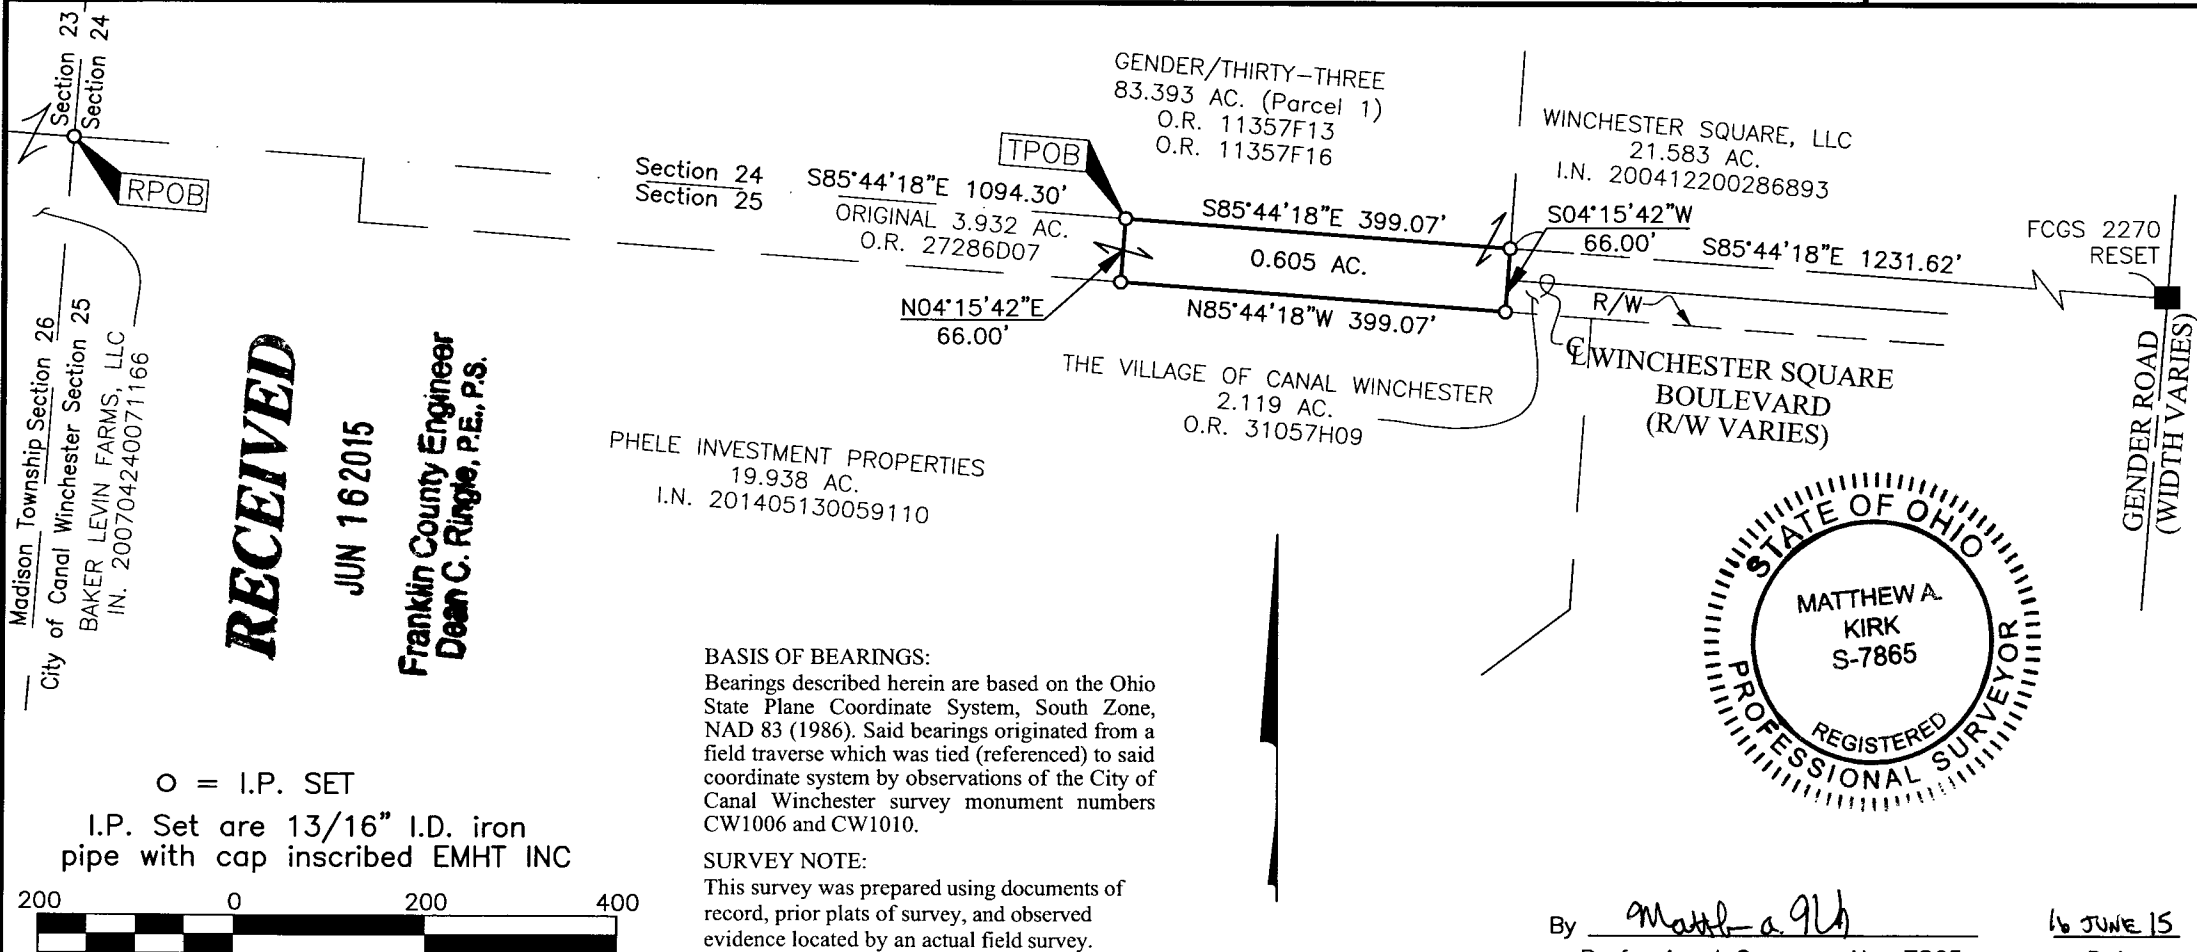 Section 23
Section 24
RPOB
Madison Township Section 26
City of Canal Winchester Section 25
BAKER LEVIN FARMS, LLC
IN. 200704240071166
RECEIVED
JUN 16 2015
Franklin County Engineer
Dean C. Ringle, P.E., P.S.
Section 24
Section 25
S85°44'18"E 1094.30'
ORIGINAL 3.932 AC.
O.R. 27286D07
TPOB
GENDER/THIRTY-THREE
83.393 AC. (Parcel 1)
O.R. 11357F13
O.R. 11357F16
WINCHESTER SQUARE, LLC
21.583 AC.
I.N. 200412200286893
S85°44'18"E 399.07'
0.605 AC.
N85°44'18"W 399.07'
N04°15'42"E
66.00'
S04°15'42"W
66.00'
S85°44'18"E 1231.62'
FCGS 2270
RESET
R/W
℄ WINCHESTER SQUARE
BOULEVARD
(R/W VARIES)
GENDER ROAD
(WIDTH VARIES)
THE VILLAGE OF CANAL WINCHESTER
2.119 AC.
O.R. 31057H09
PHELE INVESTMENT PROPERTIES
19.938 AC.
I.N. 201405130059110
STATE OF OHIO
MATTHEW A.
KIRK
S-7865
REGISTERED
PROFESSIONAL SURVEYOR
BASIS OF BEARINGS:
Bearings described herein are based on the Ohio
State Plane Coordinate System, South Zone,
NAD 83 (1986). Said bearings originated from a
field traverse which was tied (referenced) to said
coordinate system by observations of the City of
Canal Winchester survey monument numbers
CW1006 and CW1010.
SURVEY NOTE:
This survey was prepared using documents of
record, prior plats of survey, and observed
evidence located by an actual field survey.
O = I.P. SET
I.P. Set are 13/16" I.D. iron
pipe with cap inscribed EMHT INC
200 0 200 400
By
16 JUNE 15